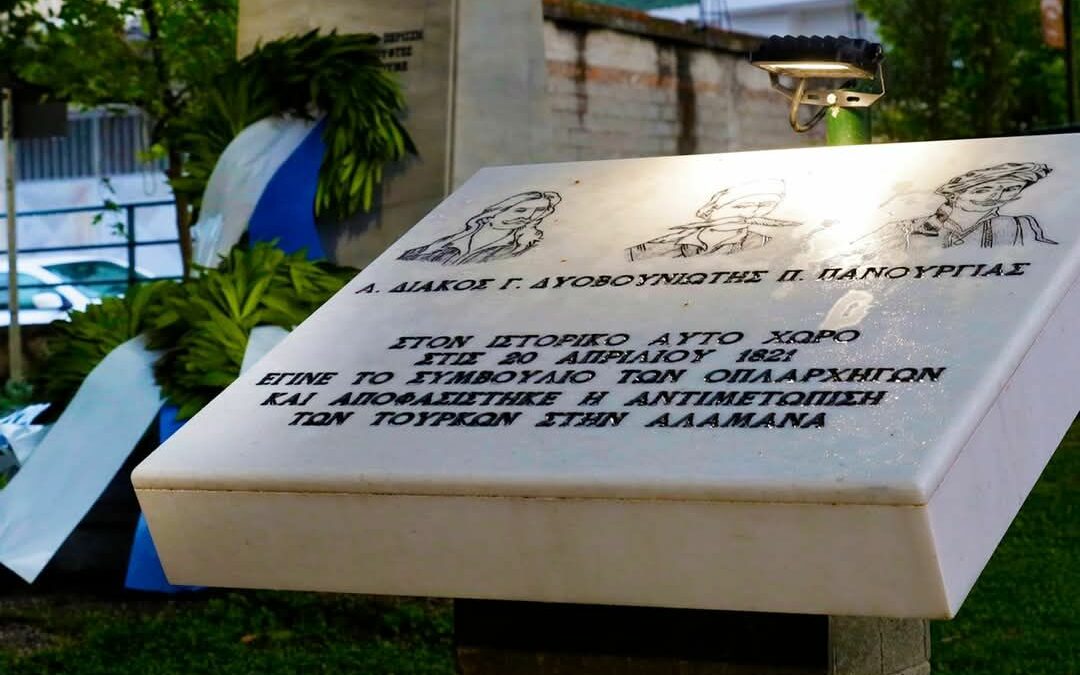 Α. ΔΙΑΚΟΣ Γ. ΔΥΟΒΟΥΝΙΩΤΗΣ Π. ΠΑΝΟΥΡΓΙΑΣ
ΣΤΟΝ ΙΣΤΟΡΙΚΟ ΑΥΤΟ ΧΩΡΟ
ΣΤΙΣ 20 ΑΠΡΙΛΙΟΥ 1821
ΕΓΙΝΕ ΤΟ ΣΥΜΒΟΥΛΙΟ ΤΩΝ ΟΠΛΑΡΧΗΓΩΝ
ΚΑΙ ΑΠΟΦΑΣΙΣΤΗΚΕ Η ΑΝΤΙΜΕΤΩΠΙΣΗ
ΤΩΝ ΤΟΥΡΚΩΝ ΣΤΗΝ ΑΛΑΜΑΝΑ